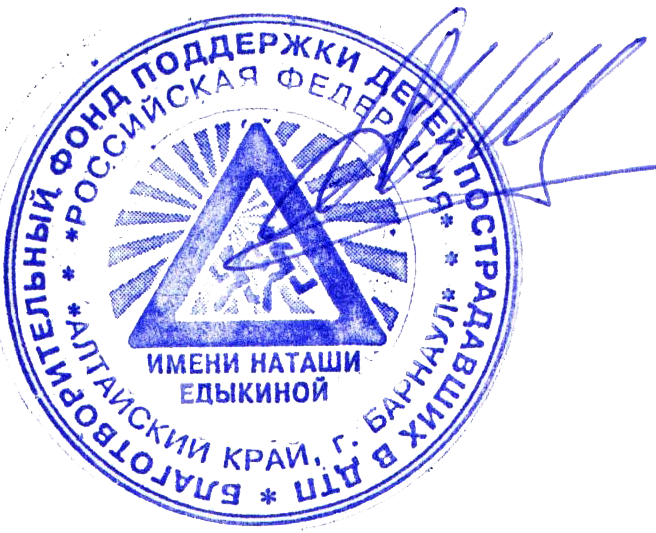 БЛАГОТВОРИТЕЛЬНЫЙ ФОНД ПОДДЕРЖКИ ДЕТЕЙ ПОСТРАДАВШИХ В ДТП *
*РОССИЙСКАЯ ФЕДЕРАЦИЯ* *
*АЛТАЙСКИЙ КРАЙ, г. БАРНАУЛ* *
ИМЕНИ НАТАШИ
ЕДЫКИНОЙ